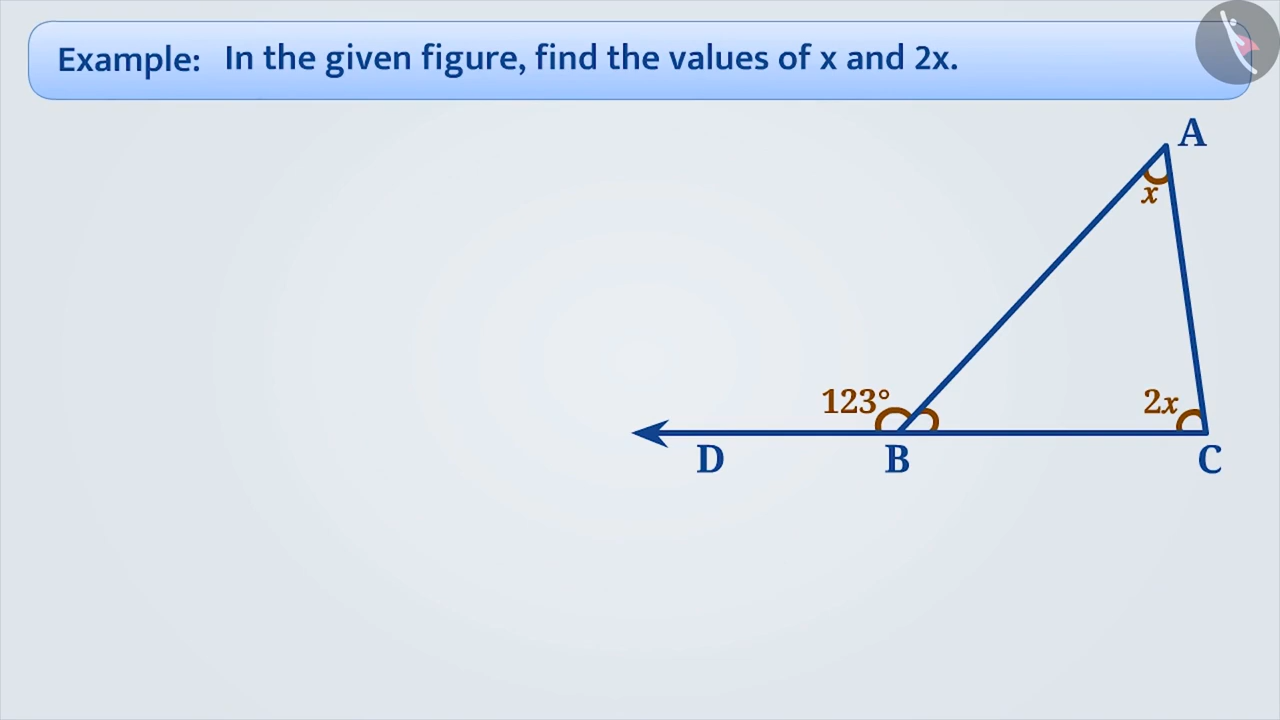 Example: In the given figure, find the values of x and 2x.
A
x
123°
2x
D
B
C